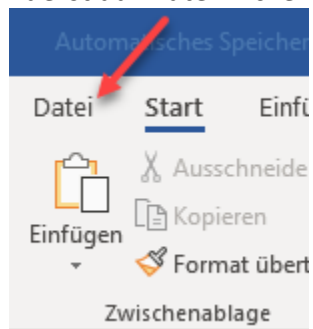 Automatisches Speicher
Datei Start Einfü
Ausschneide
Kopieren
Einfügen
Format übert
Zwischenablage